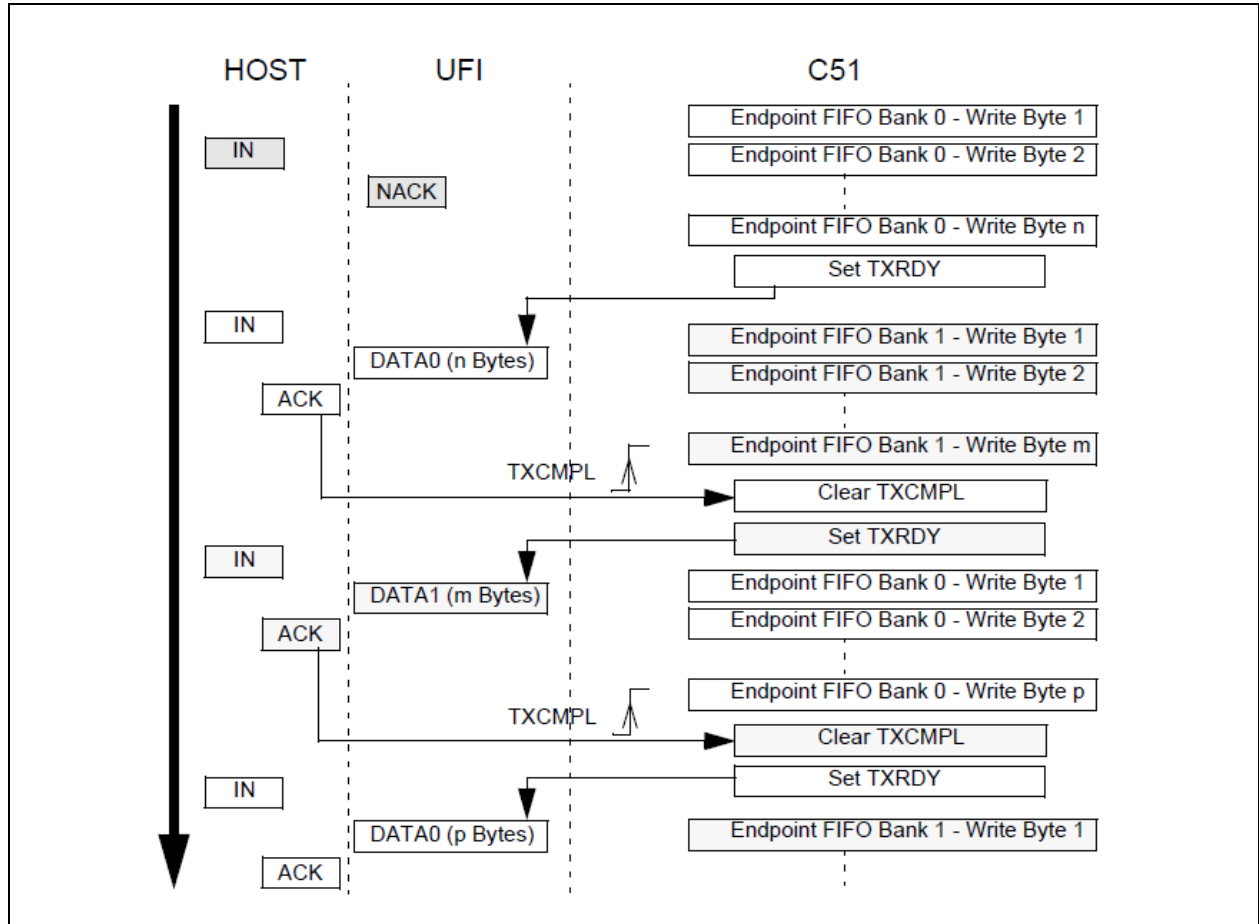 HOST UFI C51
Endpoint FIFO Bank 0 - Write Byte 1
IN
Endpoint FIFO Bank 0 - Write Byte 2
NACK
Endpoint FIFO Bank 0 - Write Byte n
Set TXRDY
IN
Endpoint FIFO Bank 1 - Write Byte 1
DATA0 (n Bytes)
Endpoint FIFO Bank 1 - Write Byte 2
ACK
Endpoint FIFO Bank 1 - Write Byte m
TXCMPL
Clear TXCMPL
Set TXRDY
IN
Endpoint FIFO Bank 0 - Write Byte 1
DATA1 (m Bytes)
Endpoint FIFO Bank 0 - Write Byte 2
ACK
Endpoint FIFO Bank 0 - Write Byte p
TXCMPL
Clear TXCMPL
Set TXRDY
IN
DATA0 (p Bytes)
Endpoint FIFO Bank 1 - Write Byte 1
ACK